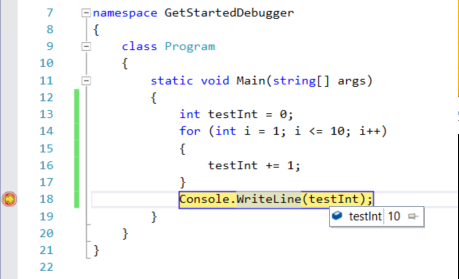 7 namespace GetStartedDebugger
8 {
9 class Program
10 {
11 static void Main(string[] args)
12 {
13 int testInt = 0;
14 for (int i = 1; i <= 10; i++)
15 {
16 testInt += 1;
17 }
18 Console.WriteLine(testInt);
testInt 10
19 }
20 }
21 }
22